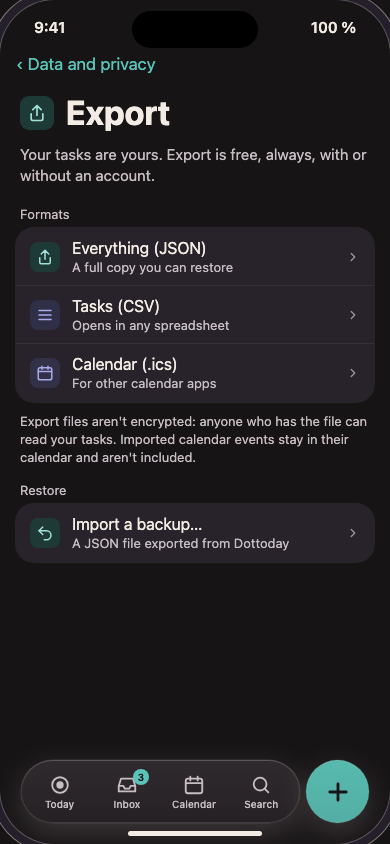 9:41
100 %
‹ Data and privacy
Export
Your tasks are yours. Export is free, always, with or
without an account.
Formats
Everything (JSON)
A full copy you can restore
Tasks (CSV)
Opens in any spreadsheet
Calendar (.ics)
For other calendar apps
Export files aren't encrypted: anyone who has the file can
read your tasks. Imported calendar events stay in their
calendar and aren't included.
Restore
Import a backup...
A JSON file exported from Dottoday
3
Today
Inbox
Calendar
Search